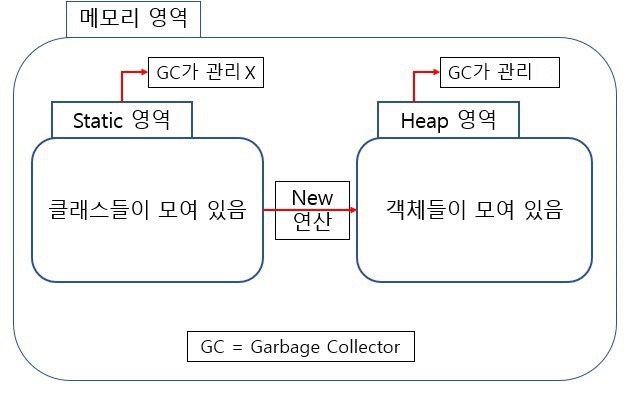 메모리 영역
GC가 관리 X
GC가 관리
Static 영역
Heap 영역
클래스들이 모여 있음
New
연산
객체들이 모여 있음
GC = Garbage Collector